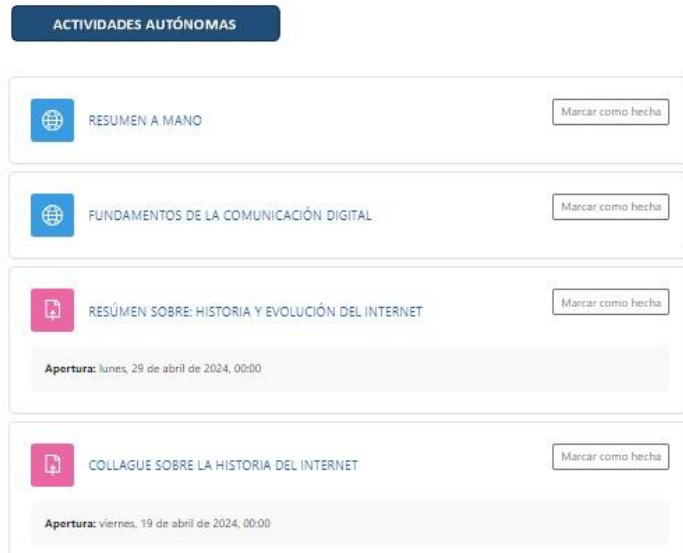 ACTIVIDADES AUTÓNOMAS
RESUMEN A MANO
Marcar como hecha
FUNDAMENTOS DE LA COMUNICACIÓN DIGITAL
Marcar como hecha
RESÚMEN SOBRE: HISTORIA Y EVOLUCIÓN DEL INTERNET
Marcar como hecha
Apertura: lunes, 29 de abril de 2024, 00:00
COLLAGUE SOBRE LA HISTORIA DEL INTERNET
Marcar como hecha
Apertura: viernes, 19 de abril de 2024, 00:00